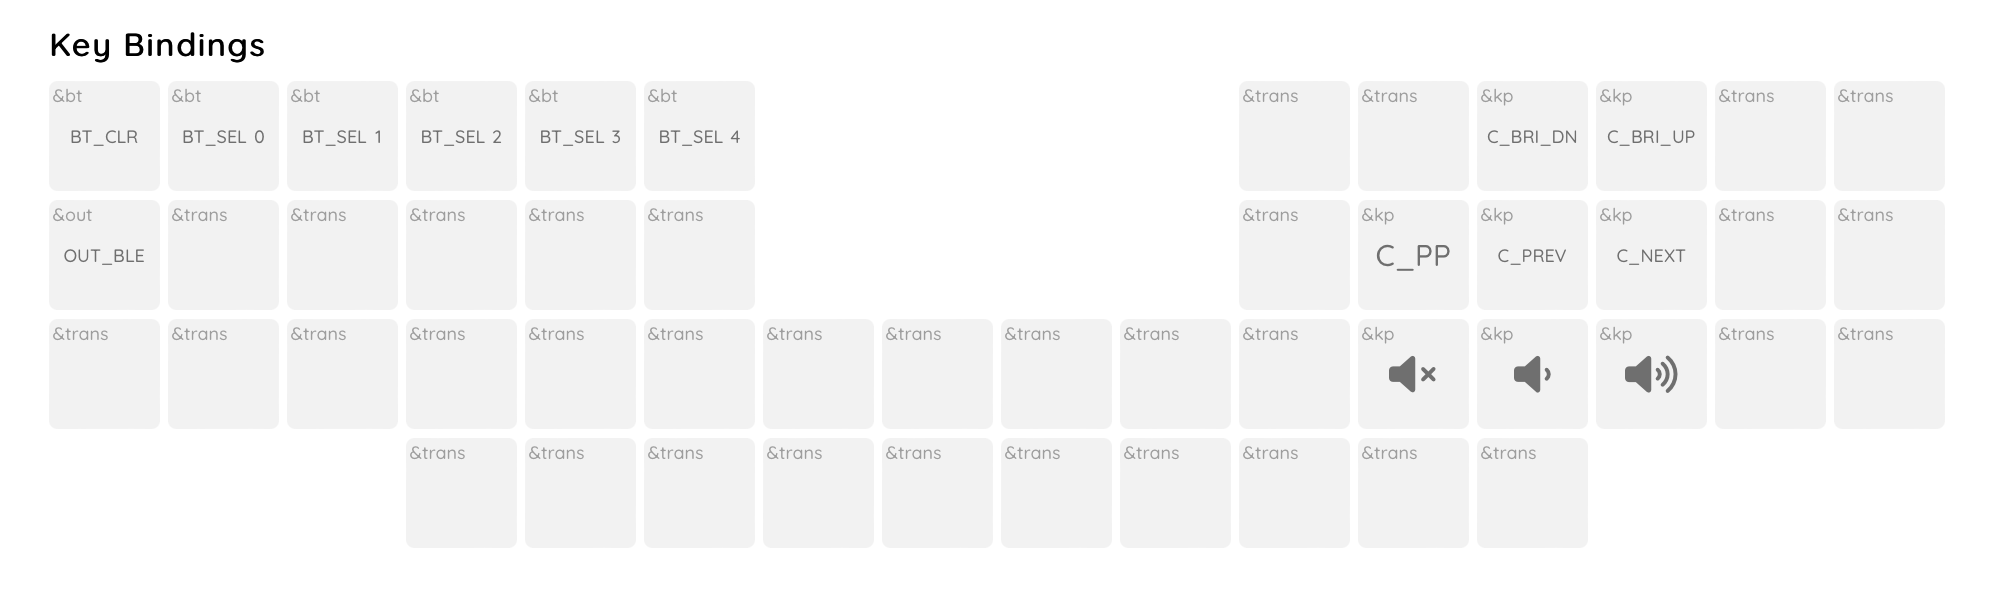 Key Bindings
&bt &bt &bt &bt &bt &bt &trans &trans &kp &kp &trans &trans
BT_CLR BT_SEL 0 BT_SEL 1 BT_SEL 2 BT_SEL 3 BT_SEL 4 C_BRI_DN C_BRI_UP
&out &trans &trans &trans &trans &trans &trans &kp &kp &kp &trans &trans
OUT_BLE C_PP C_PREV C_NEXT
&trans &trans &trans &trans &trans &trans &trans &trans &trans &trans &trans &kp &kp &kp &trans &trans
&trans &trans &trans &trans &trans &trans &trans &trans &trans &trans